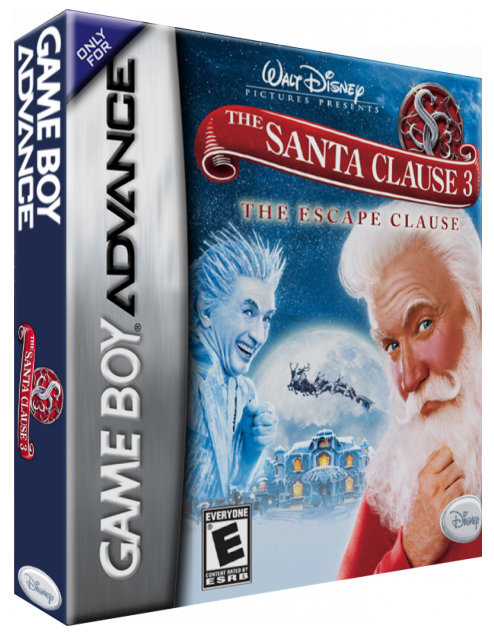 GAME BOY
ADVANCE
THE
SANTA CLAUSE 3
Disney
ONLY
FOR
GAME BOY ADVANCE
WALT DISNEY
PICTURES PRESENTS
THE
SANTA CLAUSE 3
THE ESCAPE CLAUSE
EVERYONE
E
CONTENT RATED BY
ESRB
Disney